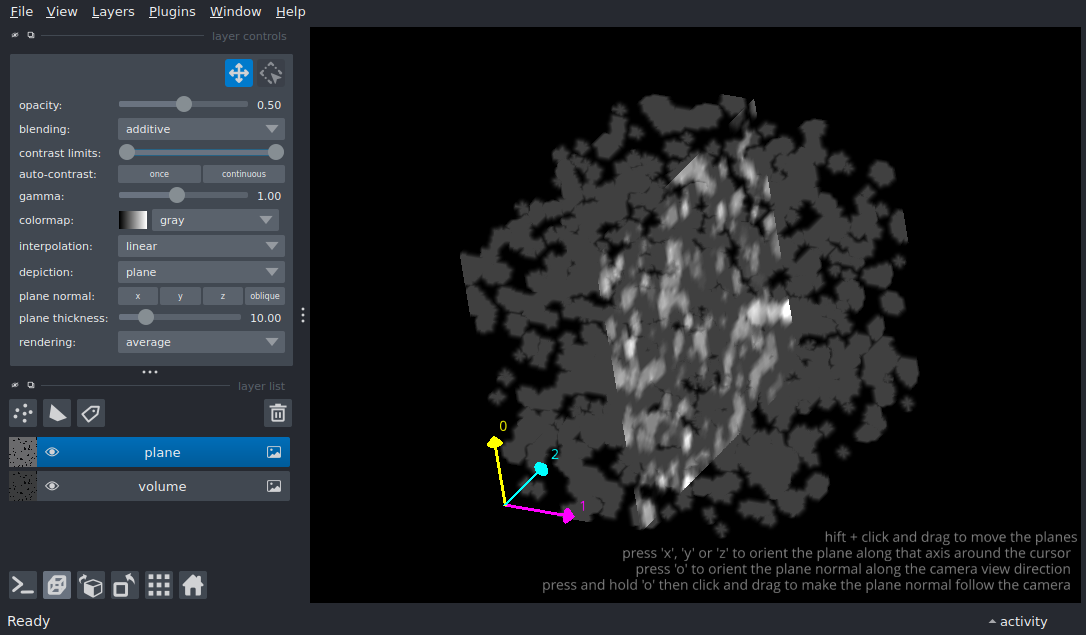 File View Layers Plugins Window Help
layer controls
opacity: 0.50
blending: additive
contrast limits:
auto-contrast: once continuous
gamma: 1.00
colormap: gray
interpolation: linear
depiction: plane
plane normal: x y z oblique
plane thickness: 10.00
rendering: average
layer list
plane
volume
0
2
1
hift + click and drag to move the planes
press 'x', 'y' or 'z' to orient the plane along that axis around the cursor
press 'o' to orient the plane normal along the camera view direction
press and hold 'o' then click and drag to make the plane normal follow the camera
Ready
activity